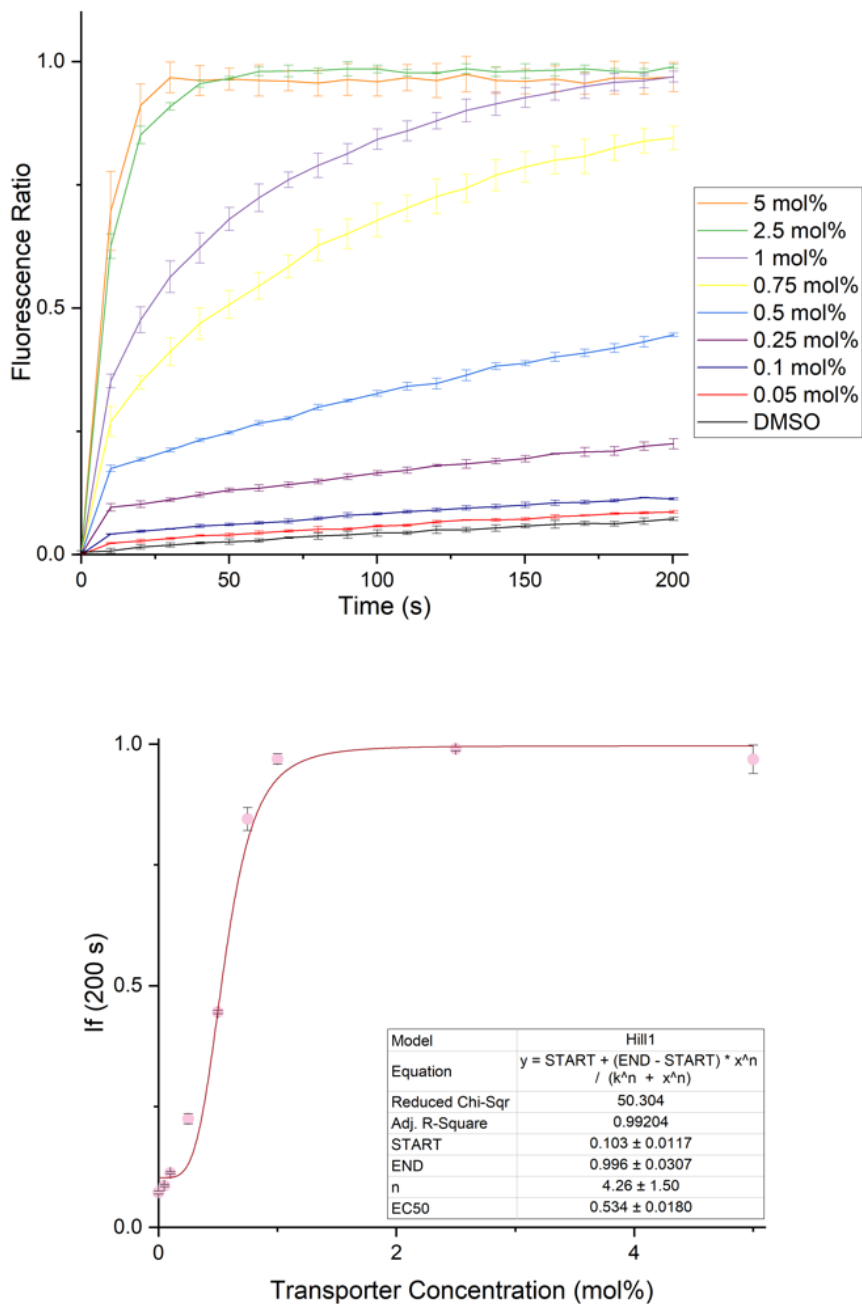 1.0
0.5
0.0
Fluorescence Ratio
0
50
100
150
200
Time (s)
5 mol%
2.5 mol%
1 mol%
0.75 mol%
0.5 mol%
0.25 mol%
0.1 mol%
0.05 mol%
DMSO
1.0
0.5
0.0
If (200 s)
0
2
4
Transporter Concentration (mol%)
Model Hill1
Equation y = START + (END - START) * x^n / (k^n + x^n)
Reduced Chi-Sqr 50.304
Adj. R-Square 0.99204
START 0.103 ± 0.0117
END 0.996 ± 0.0307
n 4.26 ± 1.50
EC50 0.534 ± 0.0180